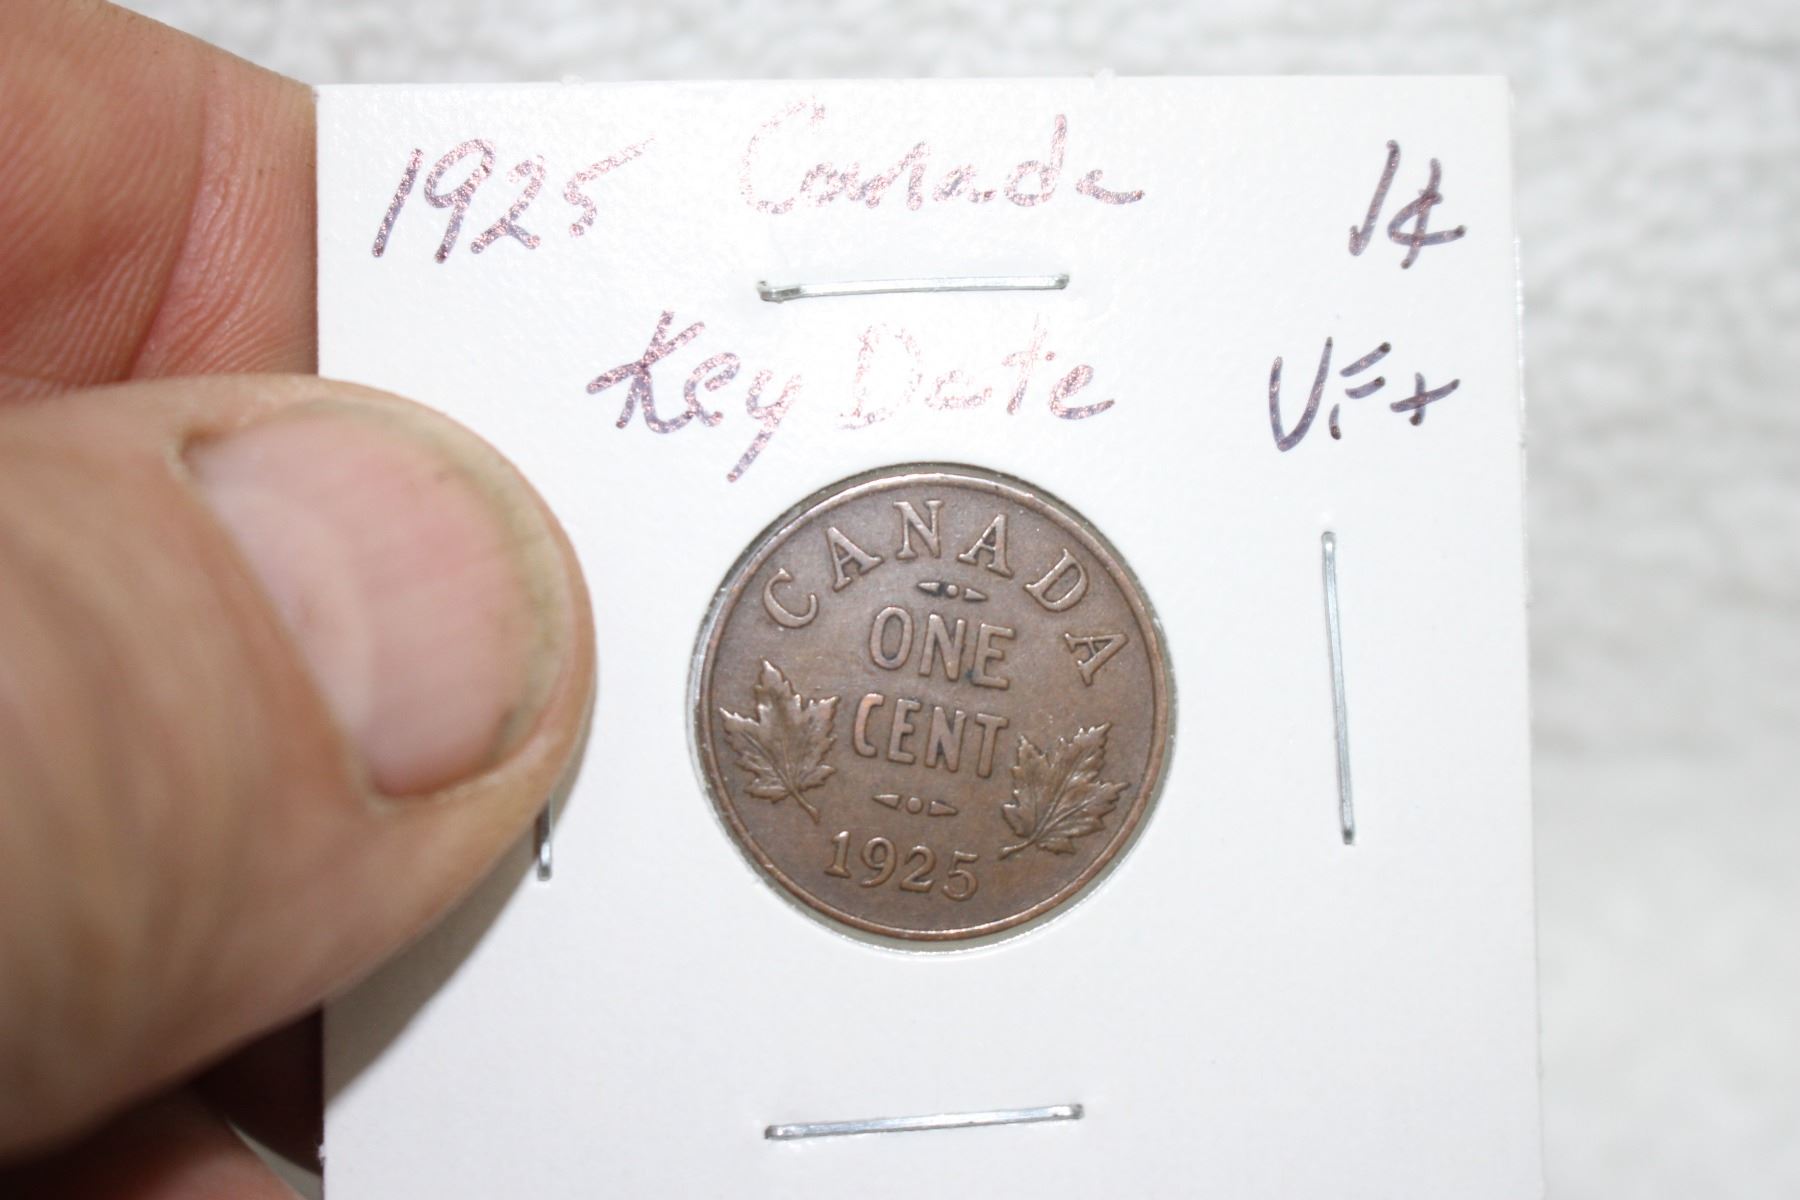 1925 Canada 1¢
Key Date VF+
CANADA
ONE
CENT
1925